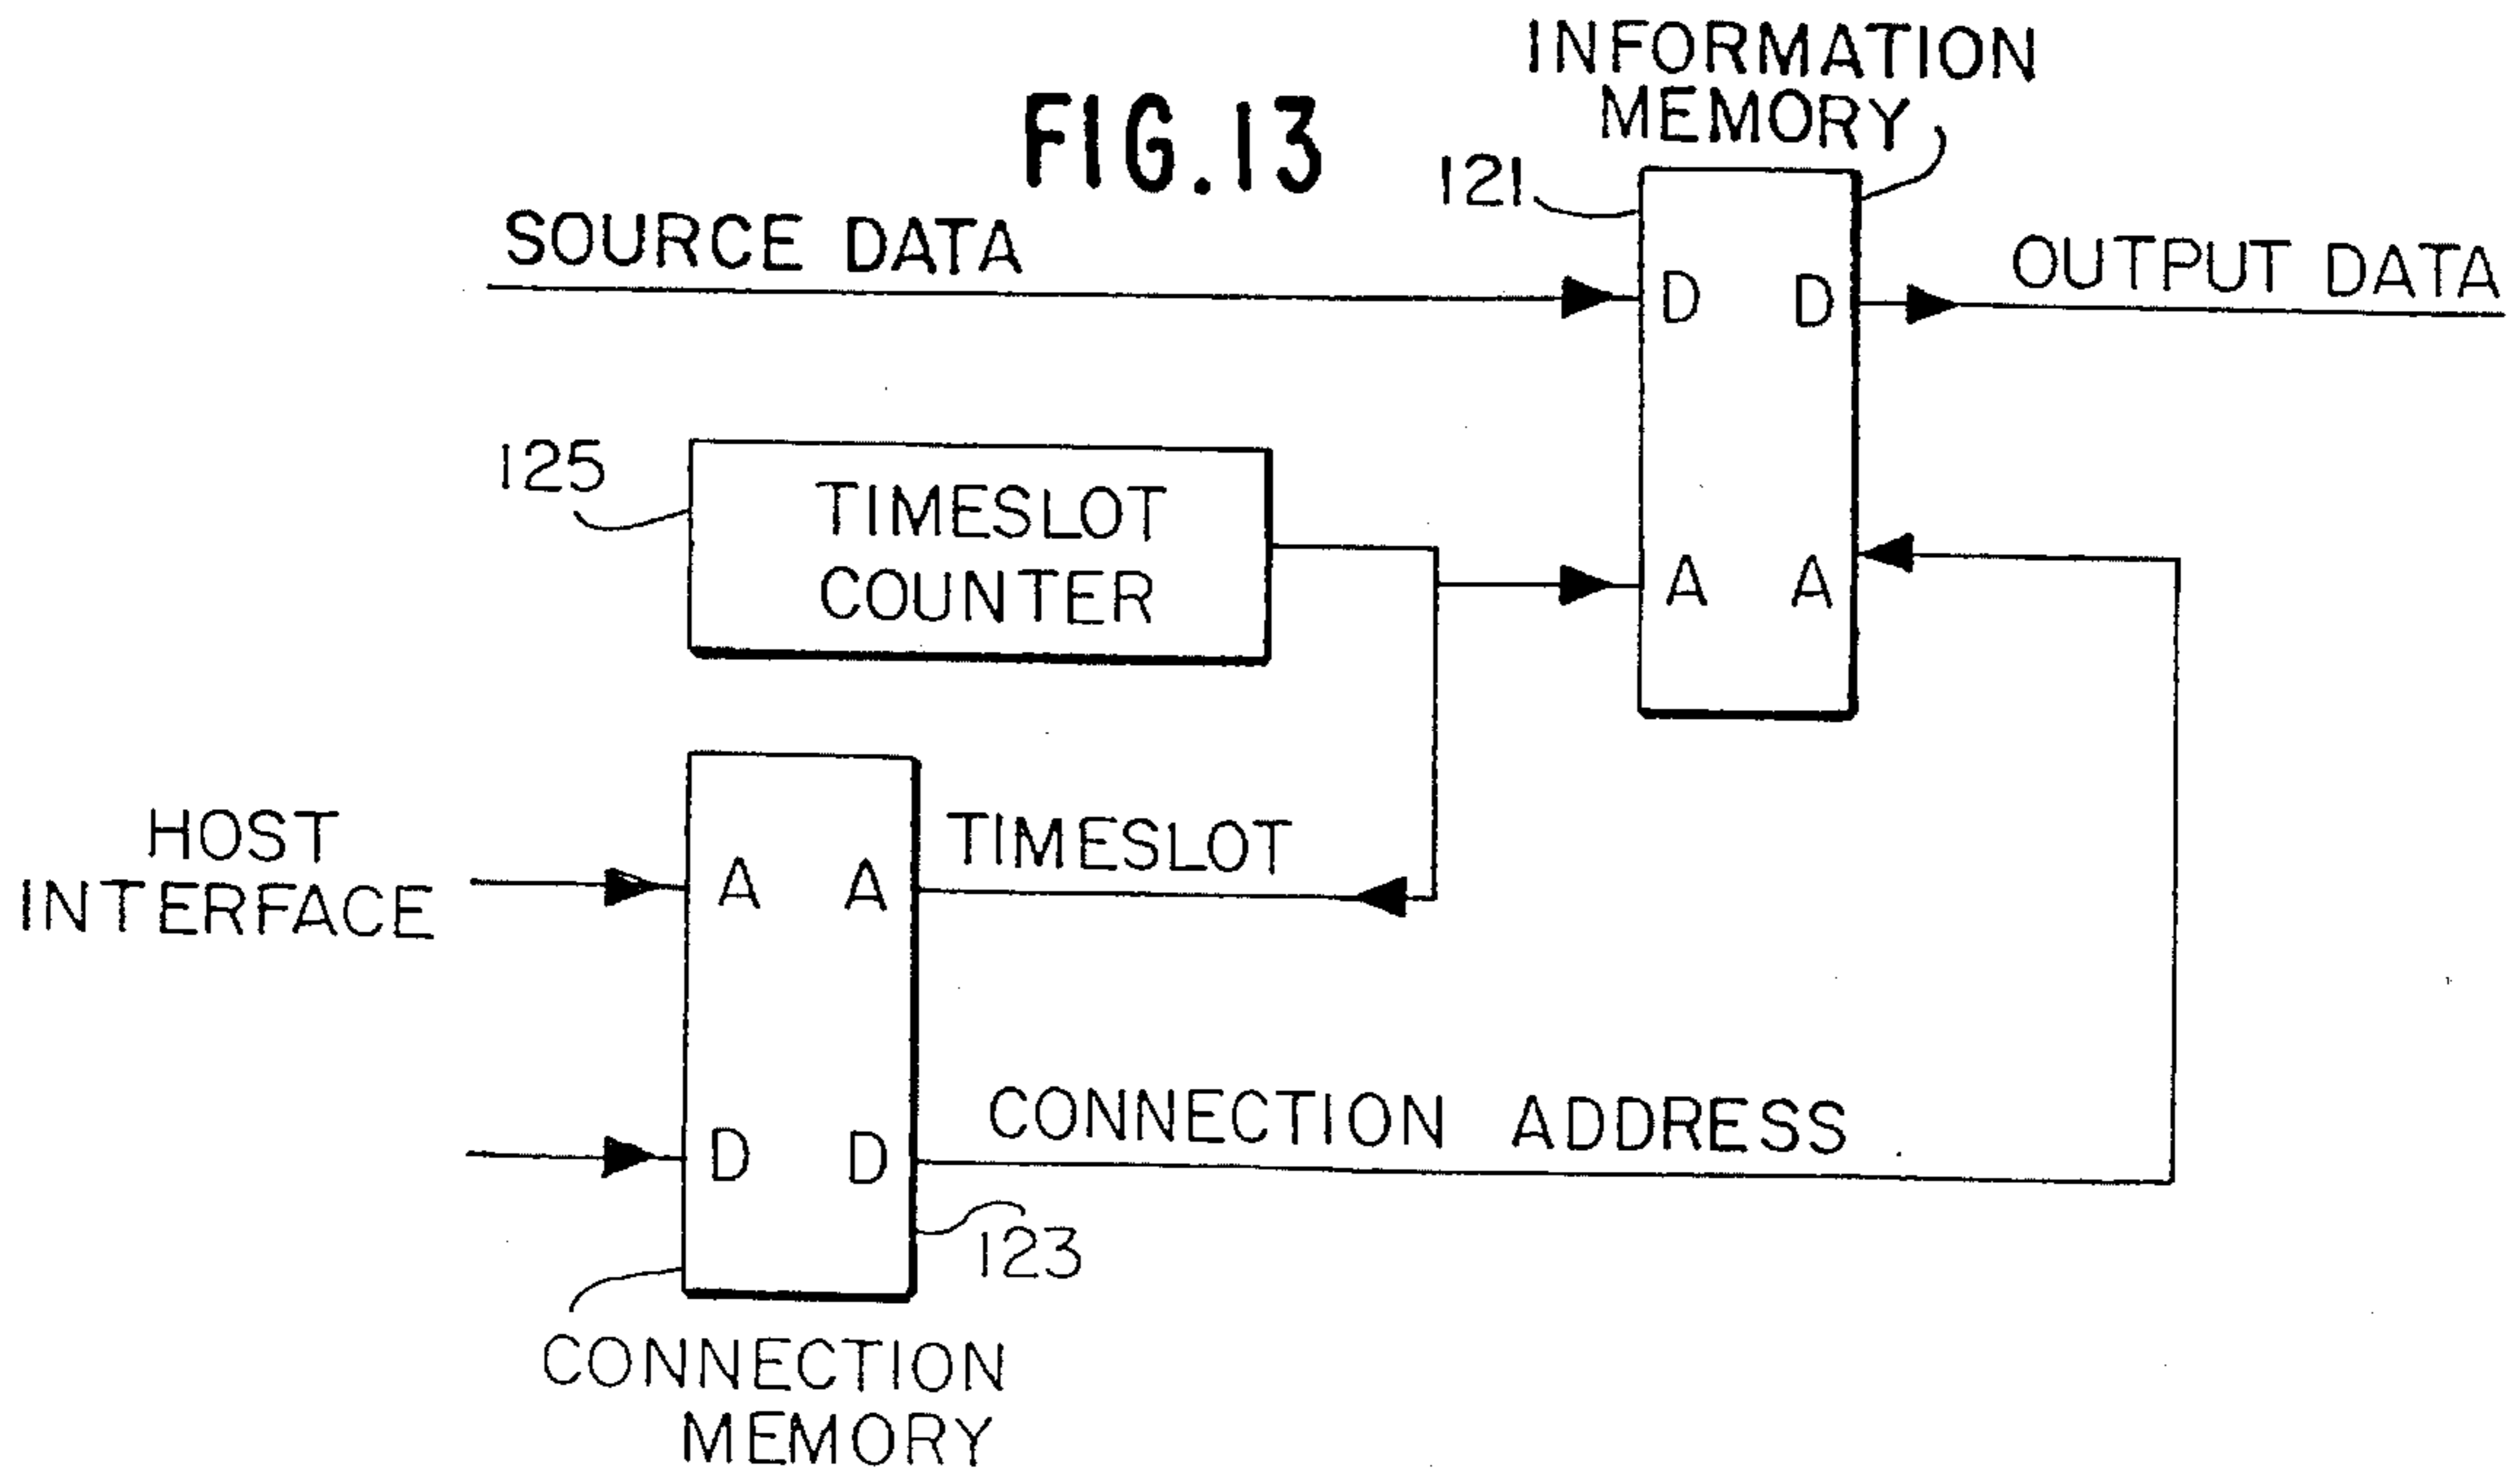 INFORMATION
MEMORY
FIG.13
121
SOURCE DATA
OUTPUT DATA
D D
125
TIMESLOT
COUNTER
A A
HOST
INTERFACE
TIMESLOT
A A
CONNECTION ADDRESS
D D
123
CONNECTION
MEMORY